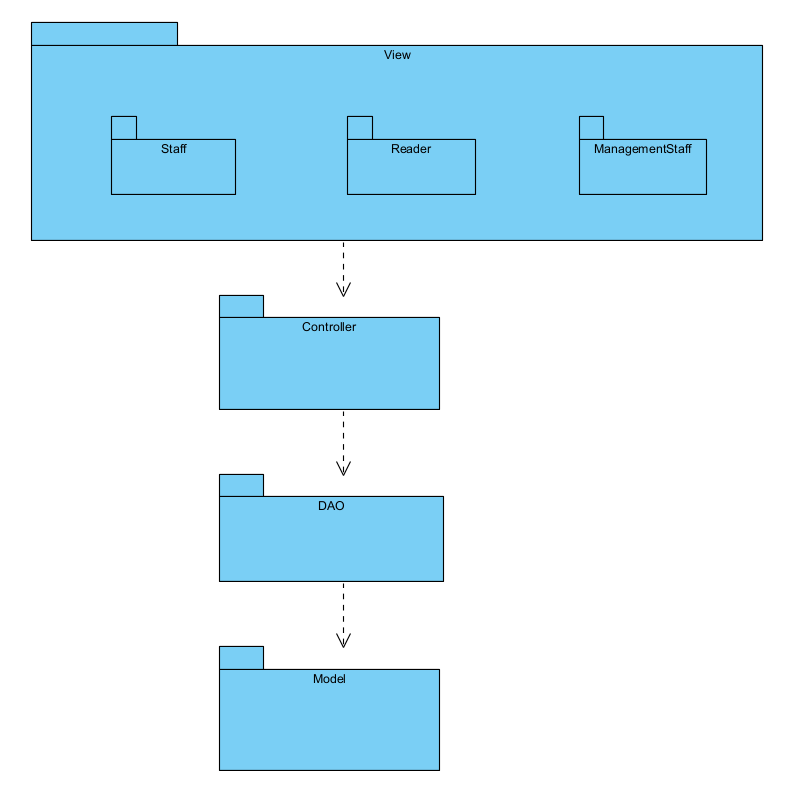 View
Staff
Reader
ManagementStaff
Controller
DAO
Model